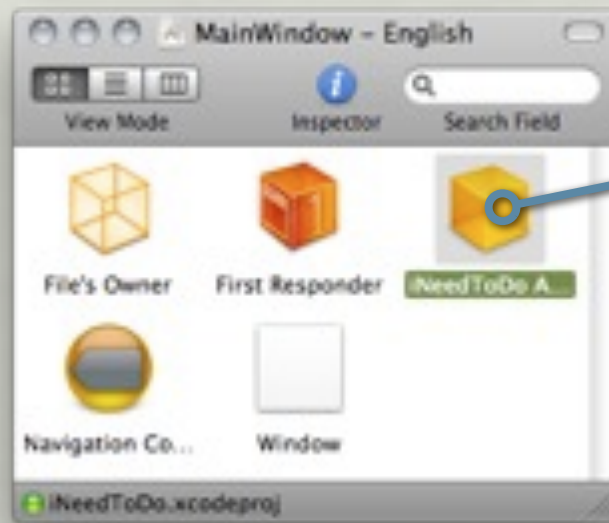 MainWindow – English
View Mode Inspector Search Field
File's Owner First Responder iNeedToDo A...
Navigation Co... Window
iNeedToDo.xcodeproj